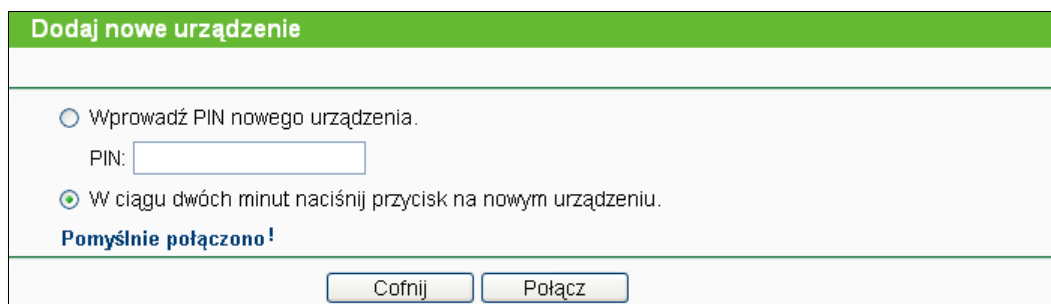 Dodaj nowe urządzenie
Wprowadź PIN nowego urządzenia.
PIN:
W ciągu dwóch minut naciśnij przycisk na nowym urządzeniu.
Pomyślnie połączono!
Cofnij Połącz